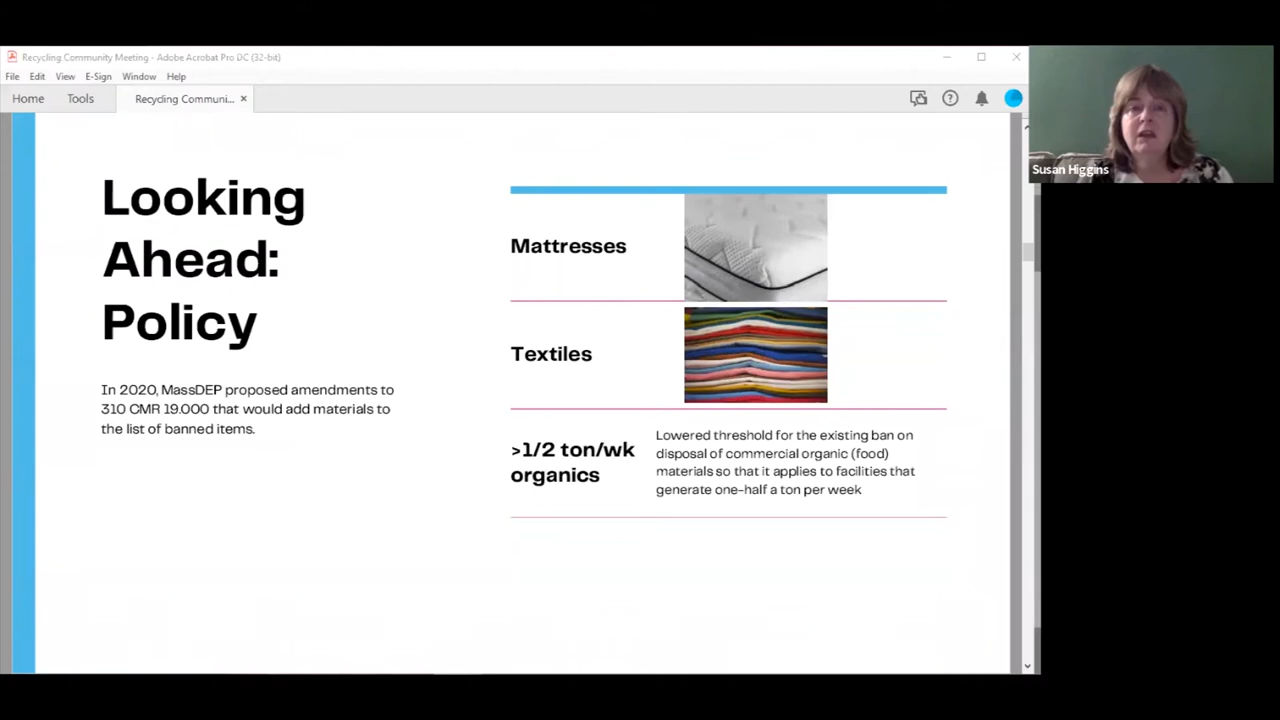 Recycling Community Meeting - Adobe Acrobat Pro DC (32-bit)
File Edit View E-Sign Window Help
Home Tools Recycling Communi... ×
Looking
Ahead:
Policy
In 2020, MassDEP proposed amendments to
310 CMR 19.000 that would add materials to
the list of banned items.
Mattresses
Textiles
>1/2 ton/wk
organics
Lowered threshold for the existing ban on
disposal of commercial organic (food)
materials so that it applies to facilities that
generate one-half a ton per week
Susan Higgins